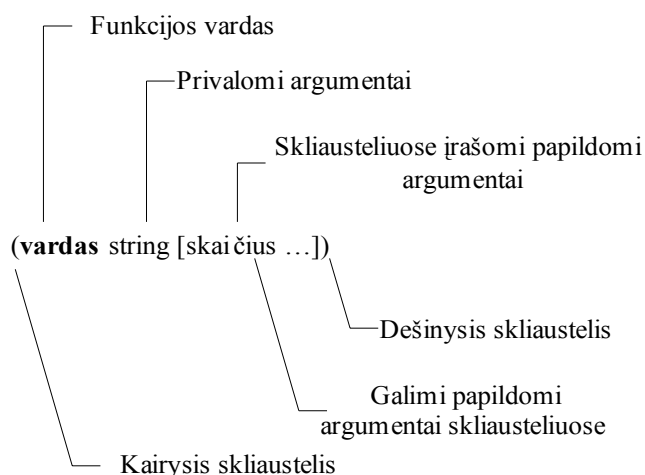 Funkcijos vardas
Privalomi argumentai
Skliausteliuose įrašomi papildomi
argumentai
(vardas string [skaičius …])
Dešinysis skliaustelis
Galimi papildomi
argumentai skliausteliuose
Kairysis skliaustelis